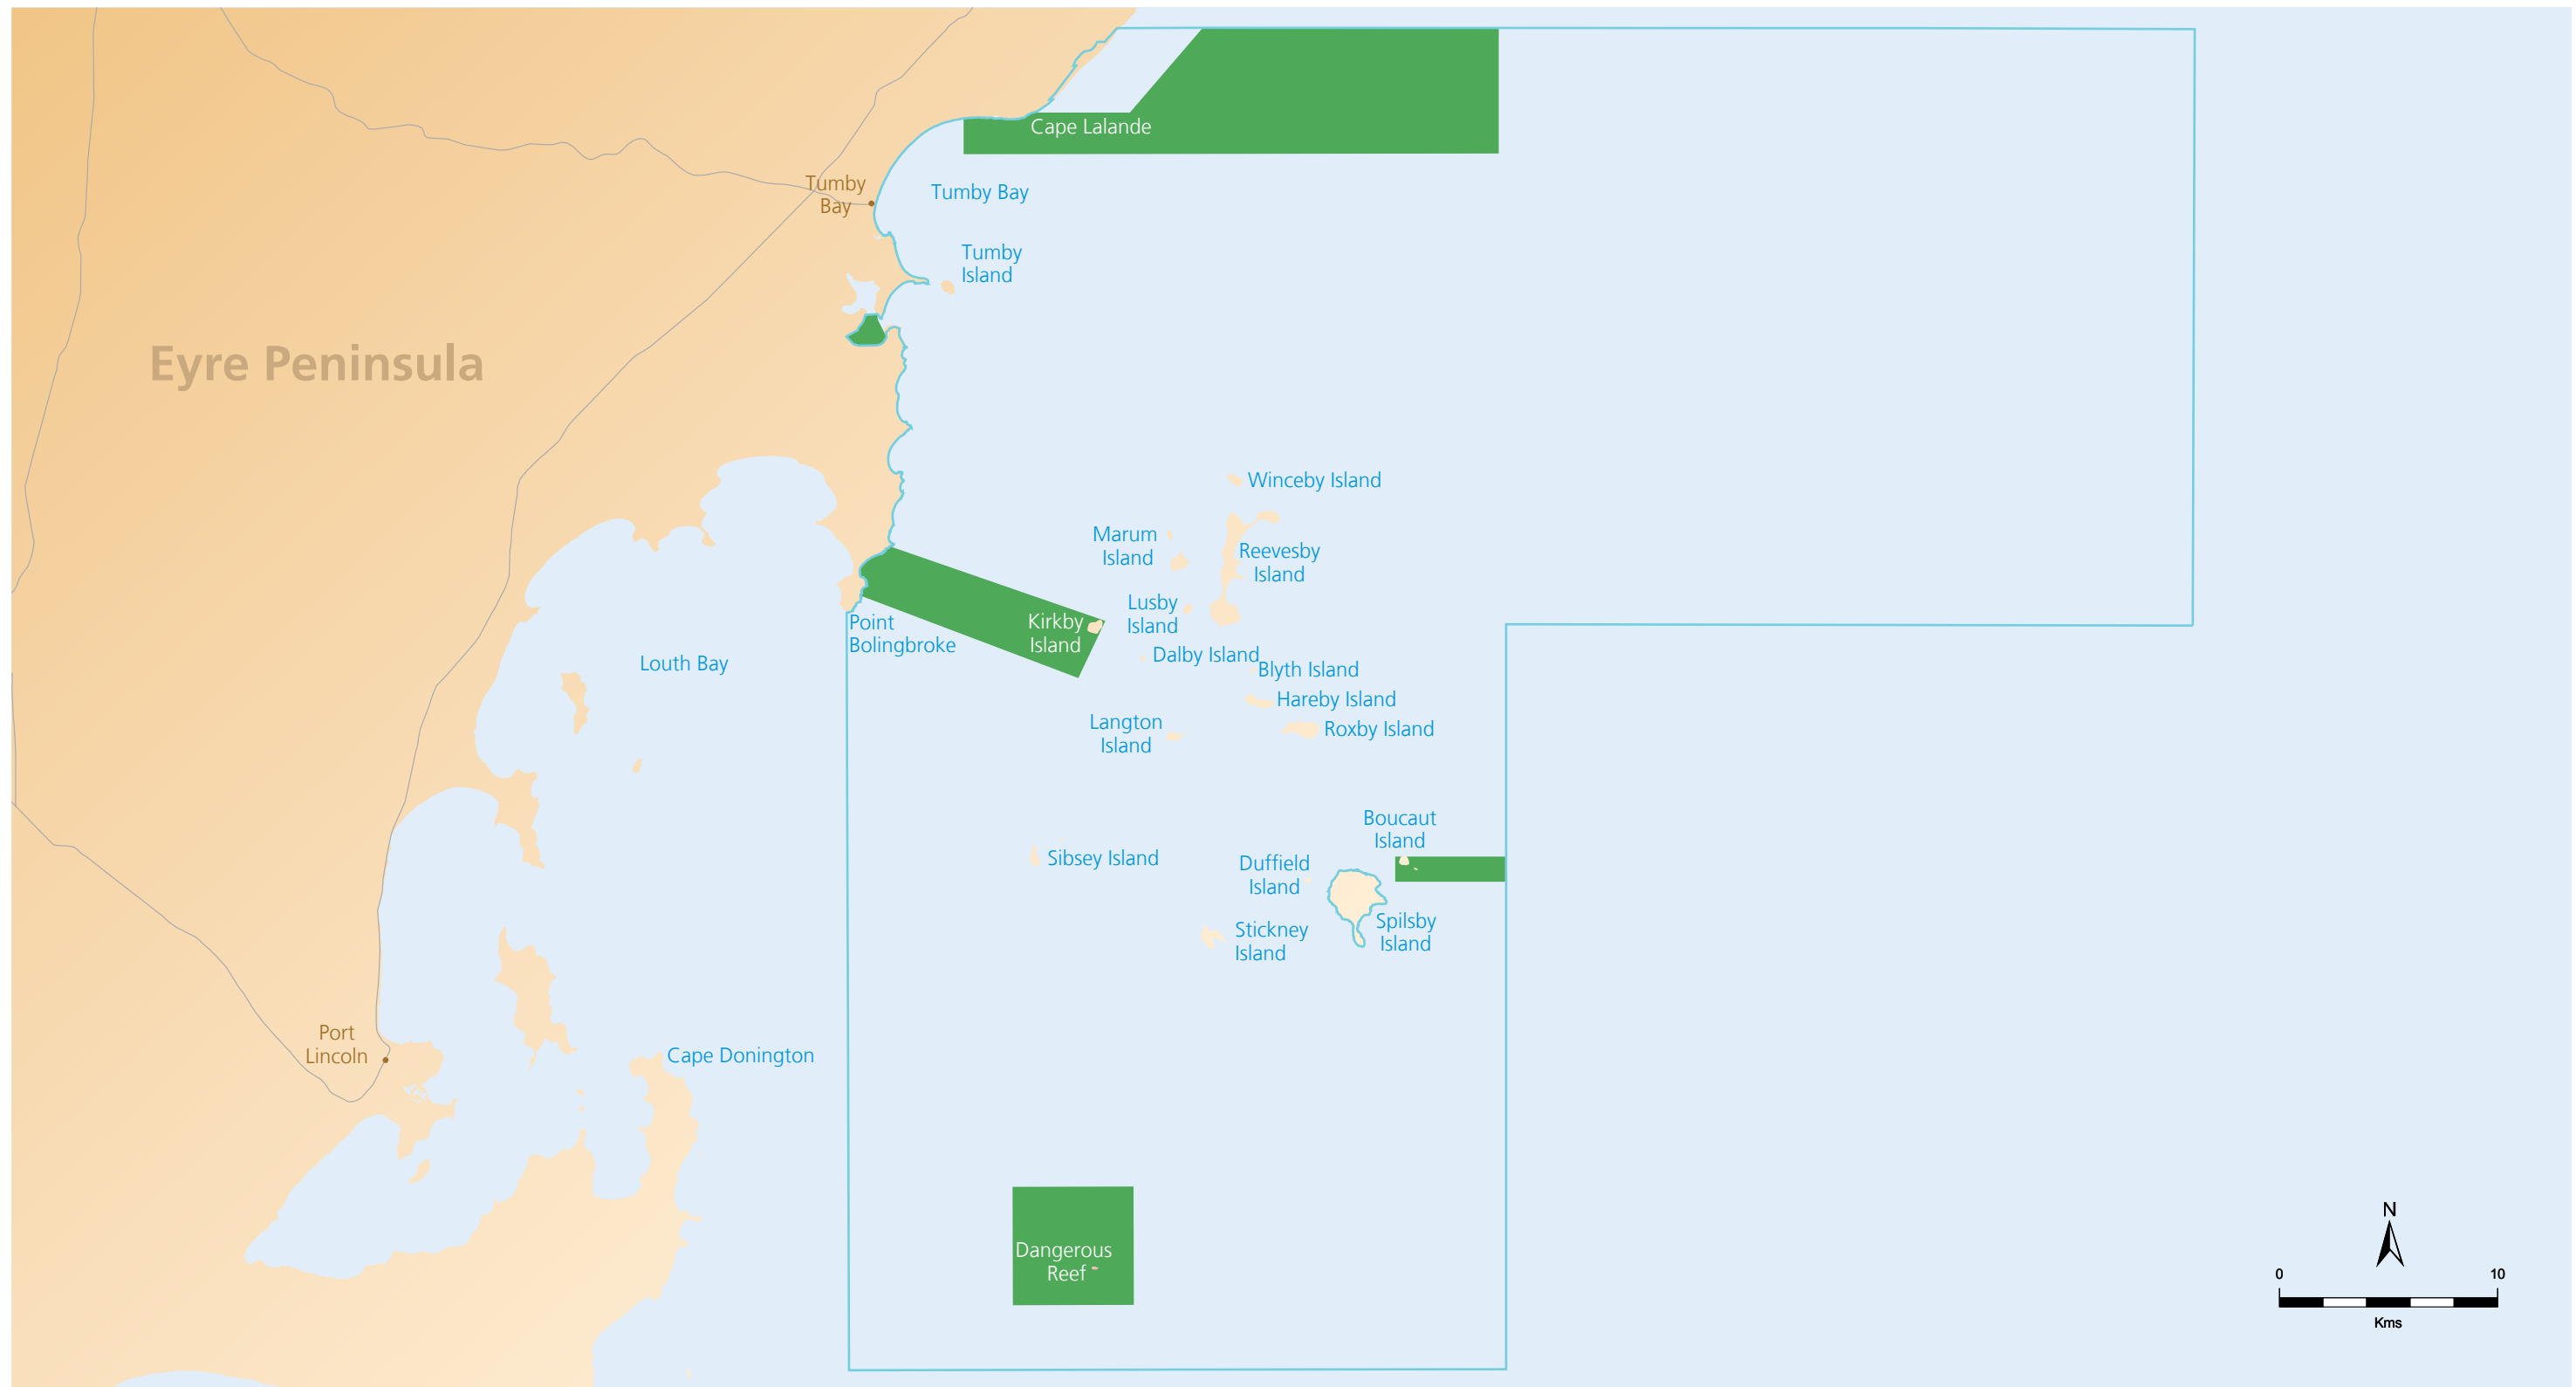 Cape Lalande
Tumby
Bay
Tumby Bay
Tumby
Island
Eyre Peninsula
Winceby Island
Marum
Island
Reevesby
Island
Lusby
Island
Kirkby
Island
Point
Bolingbroke
Dalby Island
Louth Bay
Blyth Island
Hareby Island
Langton
Island
Roxby Island
Boucaut
Island
Sibsey Island
Duffield
Island
Spilsby
Island
Stickney
Island
Port
Lincoln
Cape Donington
Dangerous
Reef
N
0 10
Kms